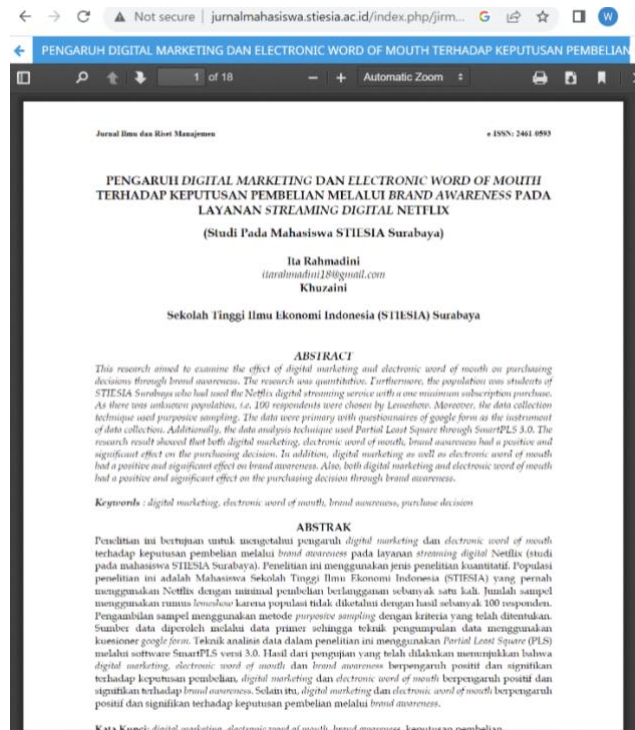 Not secure | jurnalmahasiswa.stiesia.ac.id/index.php/jirm...
W
PENGARUH DIGITAL MARKETING DAN ELECTRONIC WORD OF MOUTH TERHADAP KEPUTUSAN PEMBELIAN
1 of 18 Automatic Zoom
Jurnal Ilmu dan Riset Manajemen e-ISSN: 2461-0593
PENGARUH DIGITAL MARKETING DAN ELECTRONIC WORD OF MOUTH
TERHADAP KEPUTUSAN PEMBELIAN MELALUI BRAND AWARENESS PADA
LAYANAN STREAMING DIGITAL NETFLIX
(Studi Pada Mahasiswa STIESIA Surabaya)
Ita Rahmadini
itarahmadini18@gmail.com
Khuzaini
Sekolah Tinggi Ilmu Ekonomi Indonesia (STIESIA) Surabaya
ABSTRACT
This research aimed to examine the effect of digital marketing and electronic word of mouth on purchasing
decisions through brand awareness. The research was quantitative. Furthermore, the population was students of
STIESIA Surabaya who had used the Netflix digital streaming service with a one minimum subscription purchase.
As there was unknown population, i.e. 100 respondents were chosen by Lemeshow. Moreover, the data collection
technique used purposive sampling. The data were primary with questionnaires of google form as the instrument
of data collection. Additionally, the data analysis technique used Partial Least Square through SmartPLS 3.0. The
research result showed that both digital marketing, electronic word of mouth, brand awareness had a positive and
significant effect on the purchasing decision. In addition, digital marketing as well as electronic word of mouth
had a positive and significant effect on brand awareness. Also, both digital marketing and electronic word of mouth
had a positive and significant effect on the purchasing decision through brand awareness.
Keywords : digital marketing, electronic word of mouth, brand awareness, purchase decision
ABSTRAK
Penelitian ini bertujuan untuk mengetahui pengaruh digital marketing dan electronic word of mouth
terhadap keputusan pembelian melalui brand awareness pada layanan streaming digital Netflix (studi
pada mahasiswa STIESIA Surabaya). Penelitian ini menggunakan jenis penelitian kuantitatif. Populasi
penelitian ini adalah Mahasiswa Sekolah Tinggi Ilmu Ekonomi Indonesia (STIESIA) yang pernah
menggunakan Netflix dengan minimal pembelian berlangganan sebanyak satu kali. Jumlah sampel
menggunakan rumus lemeshow karena populasi tidak diketahui dengan hasil sebanyak 100 responden.
Pengambilan sampel menggunakan metode purposive sampling dengan kriteria yang telah ditentukan.
Sumber data diperoleh melalui data primer sehingga teknik pengumpulan data menggunakan
kuesioner google form. Teknik analisis data dalam penelitian ini menggunakan Partial Least Square (PLS)
melalui software SmartPLS versi 3.0. Hasil dari pengujian yang telah dilakukan menunjukkan bahwa
digital marketing, electronic word of mouth dan brand awareness berpengaruh positif dan signifikan
terhadap keputusan pembelian, digital marketing dan electronic word of mouth berpengaruh positif dan
signifikan terhadap brand awareness. Selain itu, digital marketing dan electronic word of mouth berpengaruh
positif dan signifikan terhadap keputusan pembelian melalui brand awareness.
Kata Kunci: digital marketing, electronic word of mouth, brand awareness, keputusan pembelian